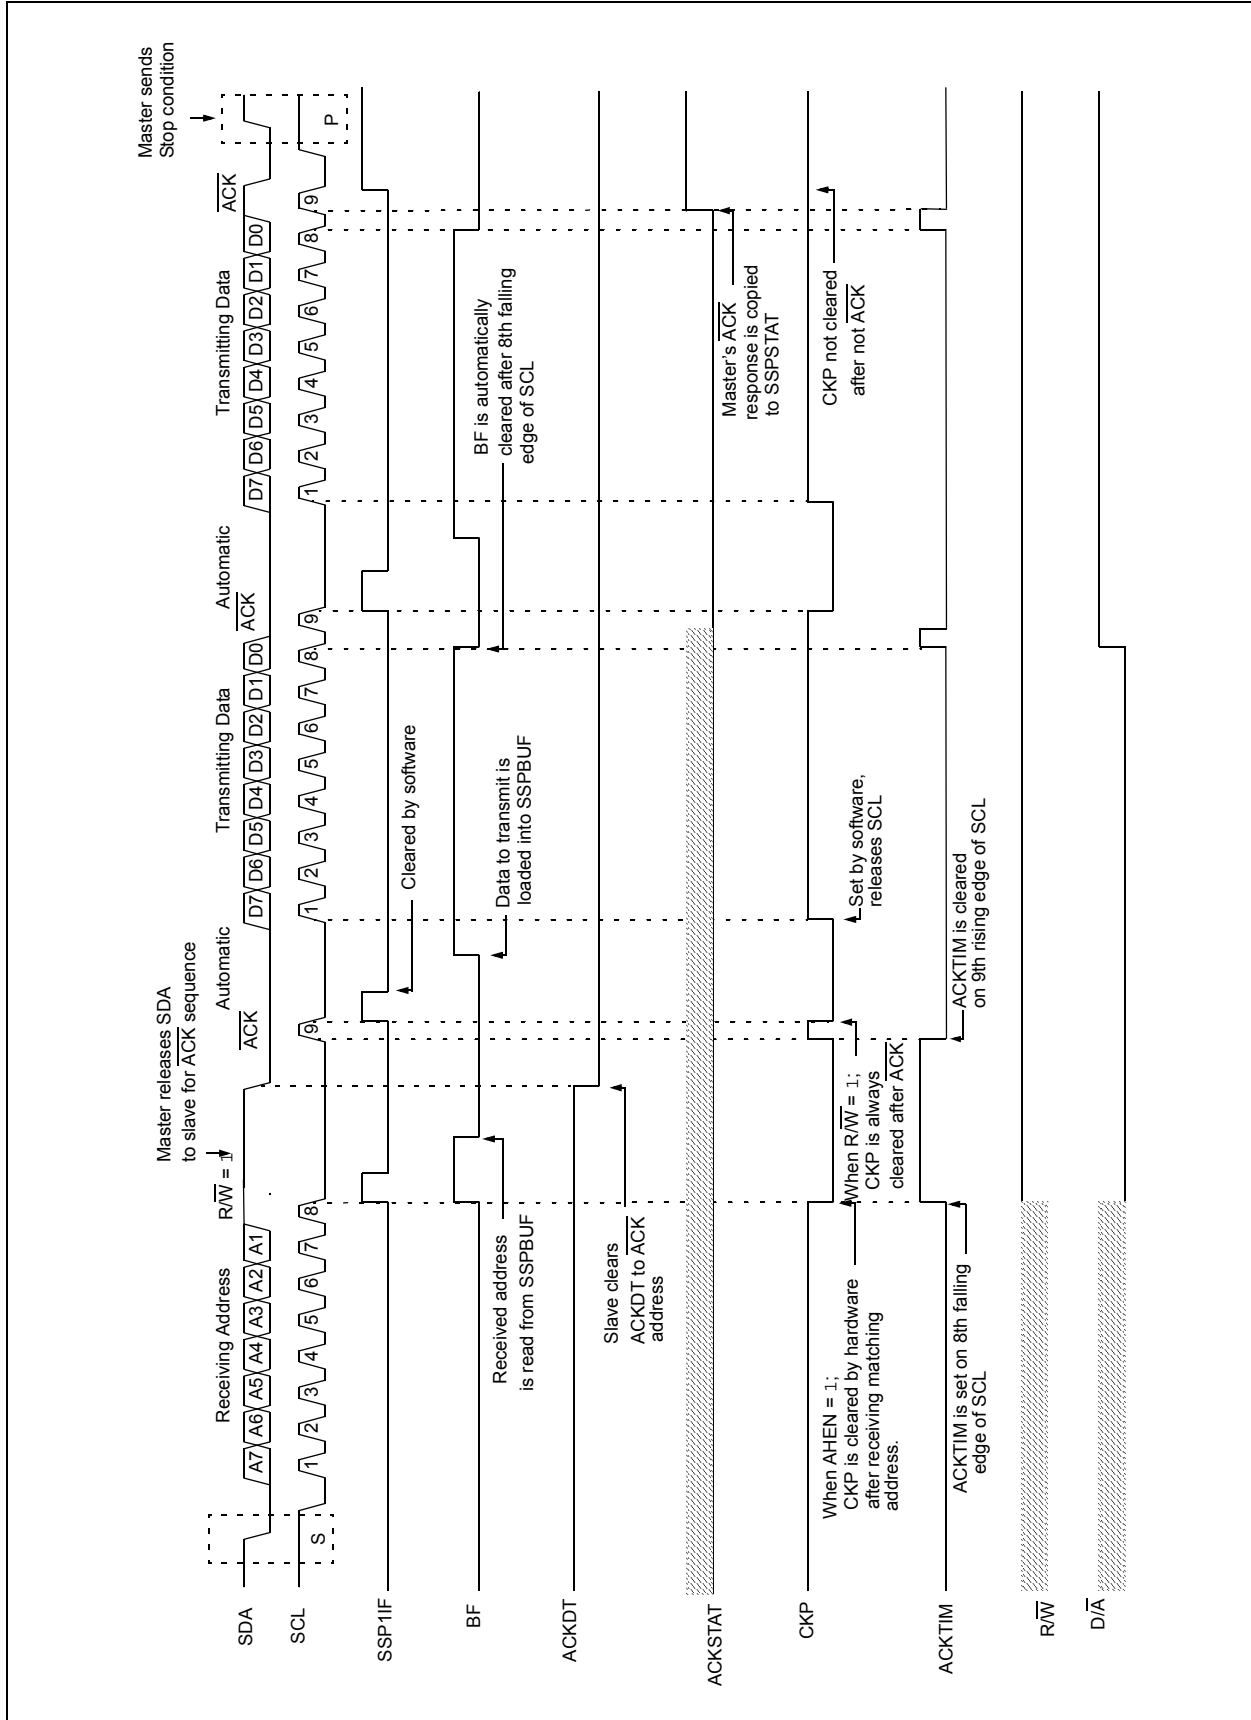 Master releases SDA
to slave for ACK sequence
Master sends
Stop condition
Receiving Address
R/W = 1
ACK
Automatic
Transmitting Data
ACK
Automatic
Transmitting Data
ACK
SDA
A7 A6 A5 A4 A3 A2 A1
D7 D6 D5 D4 D3 D2 D1 D0
D7 D6 D5 D4 D3 D2 D1 D0
SCL
S
1 2 3 4 5 6 7 8 9
1 2 3 4 5 6 7 8 9
1 2 3 4 5 6 7 8 9
P
SSP1IF
Cleared by software
BF
Received address
is read from SSPBUF
Data to transmit is
loaded into SSPBUF
BF is automatically
cleared after 8th falling
edge of SCL
ACKDT
Slave clears
ACKDT to ACK
address
ACKSTAT
Master's ACK
response is copied
to SSPSTAT
CKP
When AHEN = 1;
CKP is cleared by hardware
after receiving matching
address.
When R/W = 1;
CKP is always
cleared after ACK
Set by software,
releases SCL
CKP not cleared
after not ACK
ACKTIM
ACKTIM is set on 8th falling
edge of SCL
ACKTIM is cleared
on 9th rising edge of SCL
R/W
D/A